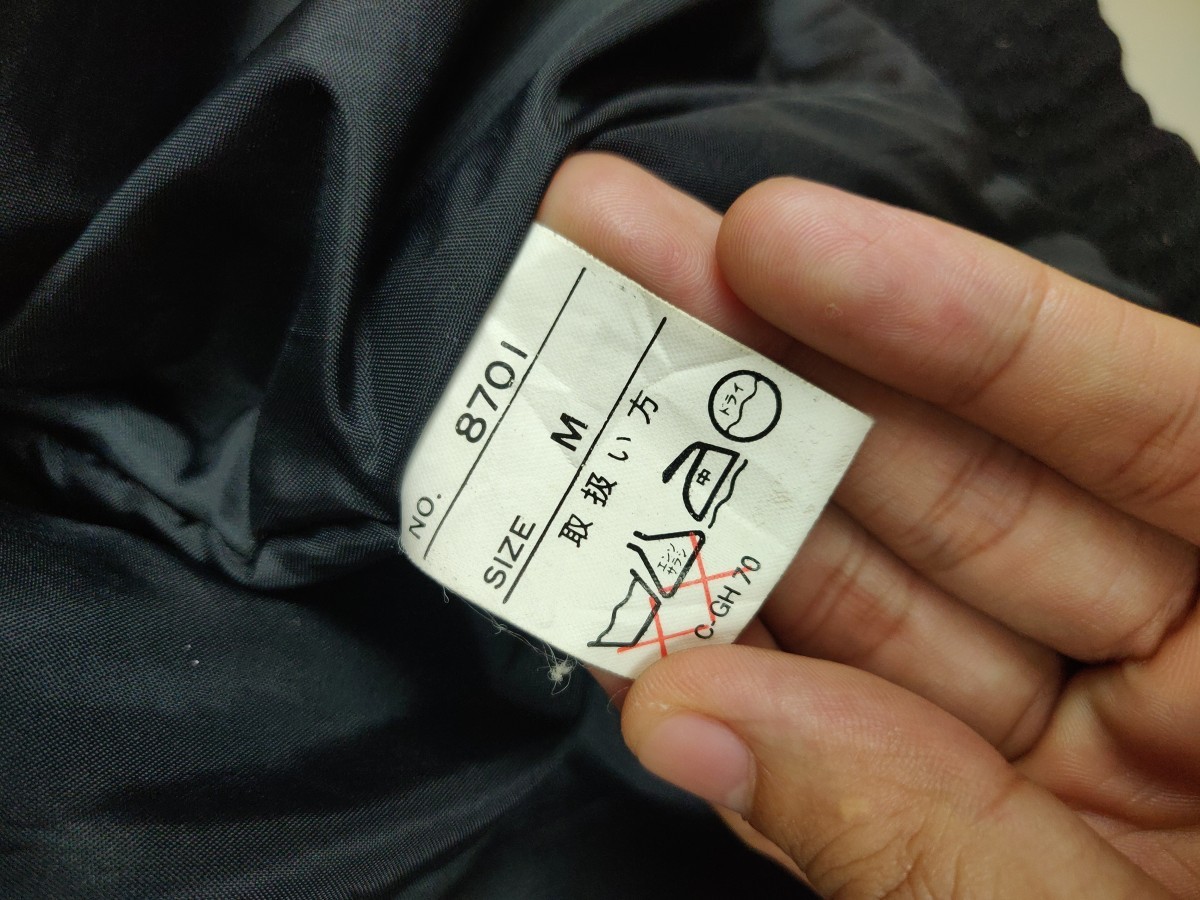 NO. 8701
SIZE M
取扱い方
エンソ
サラシ
中
ドライ
C-GH 70